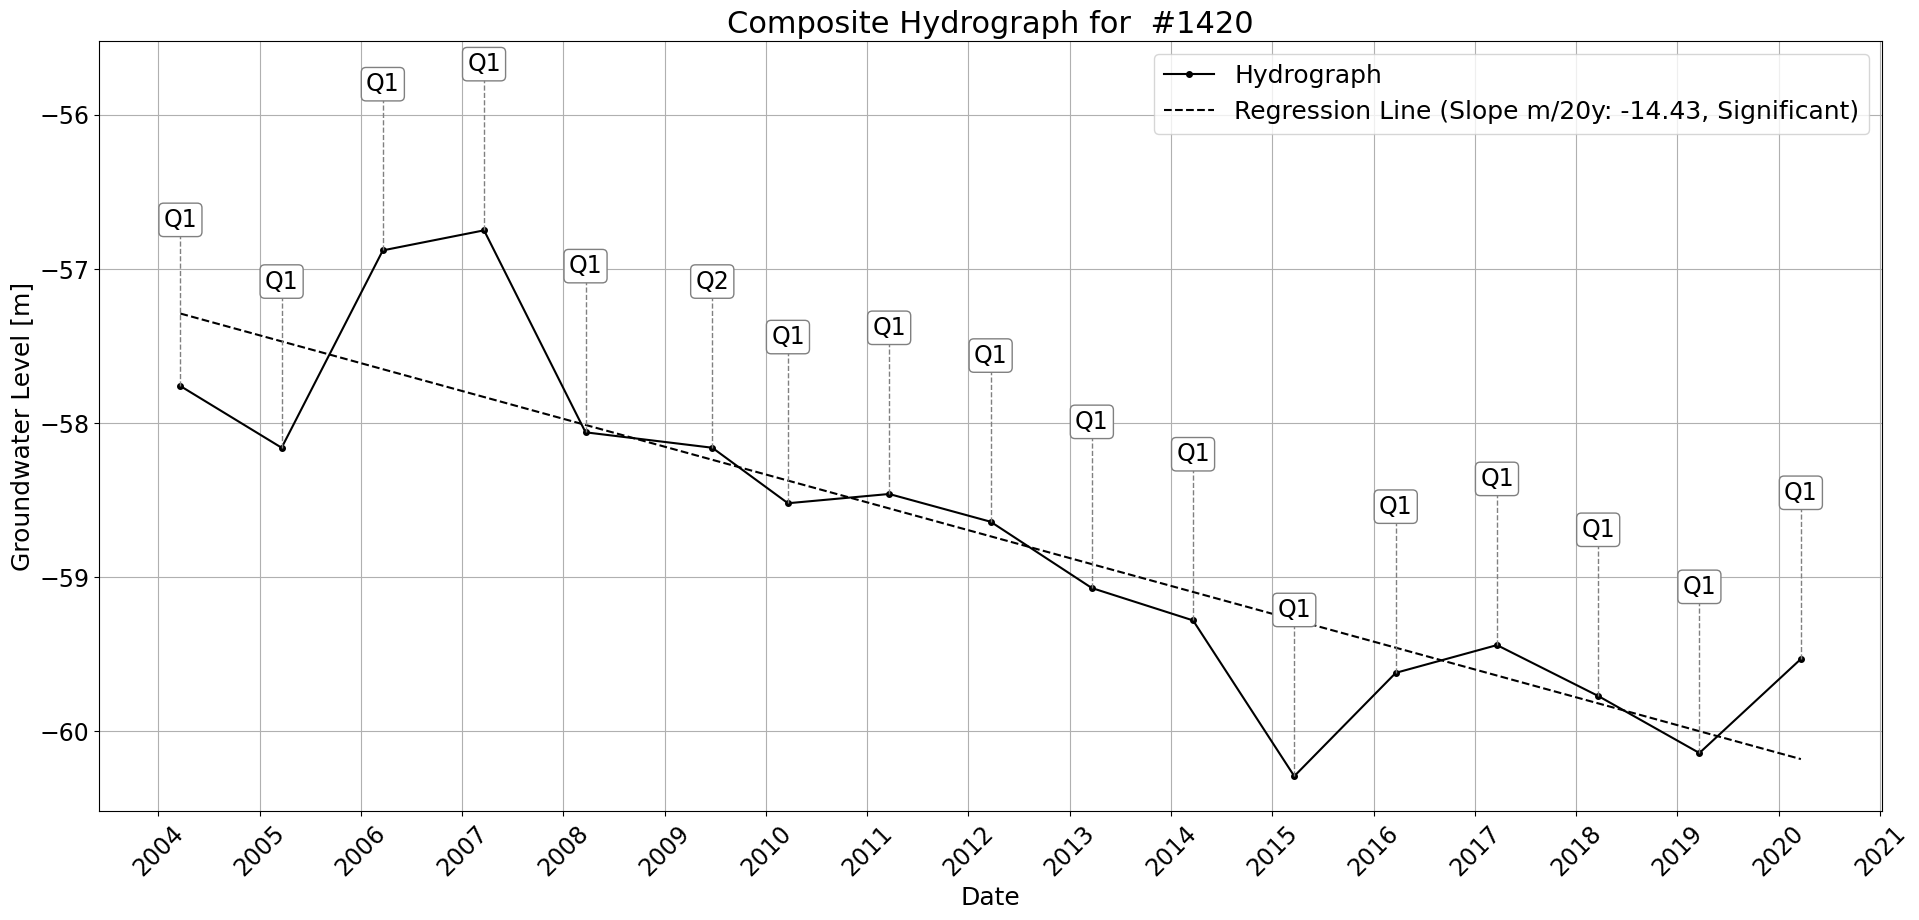 Composite Hydrograph for  #1420
Hydrograph
Regression Line (Slope m/20y: -14.43, Significant)
Groundwater Level [m]
−56
−57
−58
−59
−60
Q1
Q1
Q1
Q1
Q1
Q2
Q1
Q1
Q1
Q1
Q1
Q1
Q1
Q1
Q1
Q1
Q1
2004
2005
2006
2007
2008
2009
2010
2011
2012
2013
2014
2015
2016
2017
2018
2019
2020
2021
Date